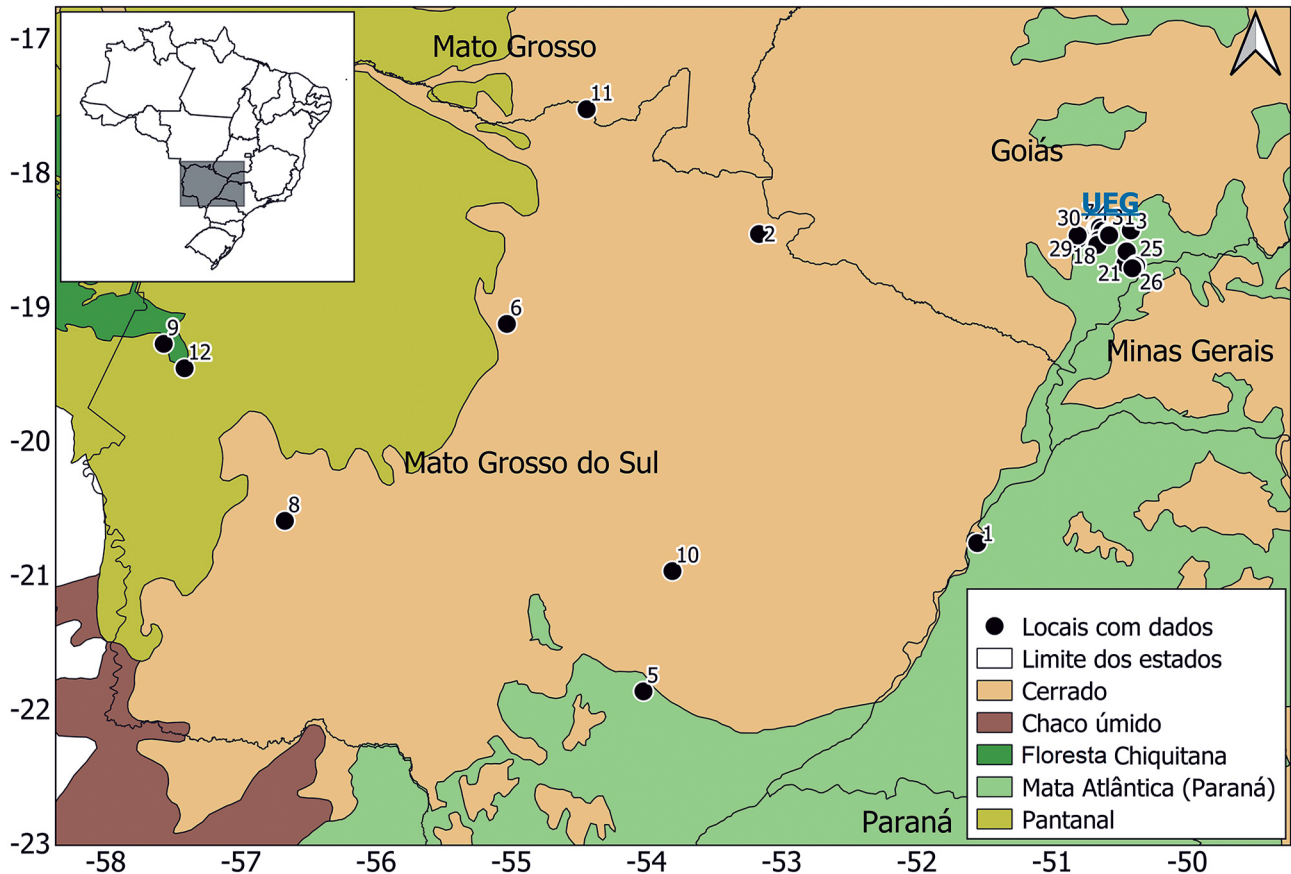 -17
-18
-19
-20
-21
-22
-23
Mato Grosso
11
Goiás
UEG
30
13
29
18
25
21
26
2
6
9
12
Minas Gerais
Mato Grosso do Sul
8
10
1
5
Paraná
Locais com dados
Limite dos estados
Cerrado
Chaco úmido
Floresta Chiquitana
Mata Atlântica (Paraná)
Pantanal
-58 -57 -56 -55 -54 -53 -52 -51 -50